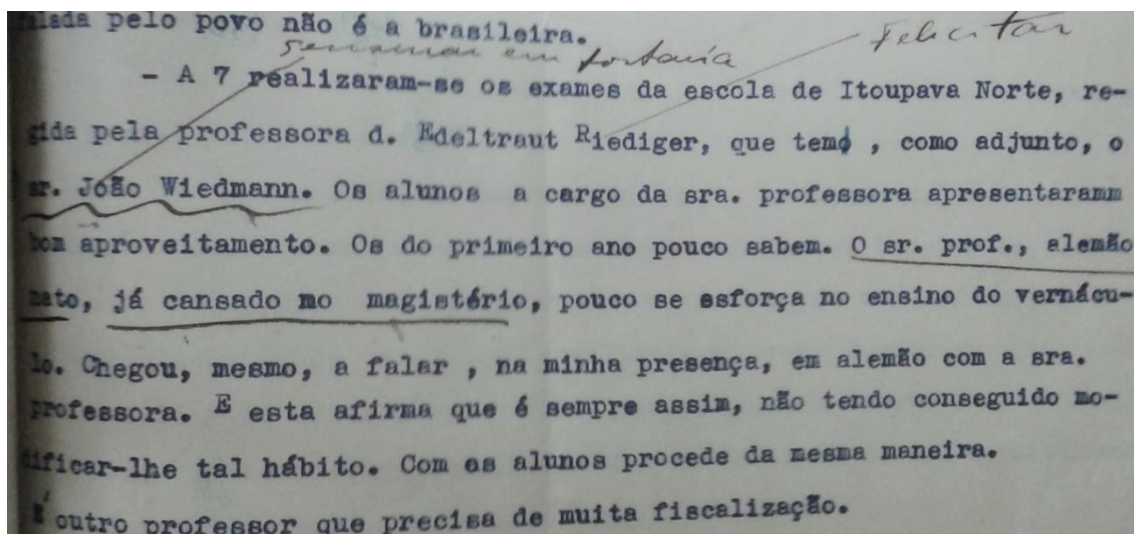 falada pelo povo não é a brasileira.
Felicitar
em portaria
- A 7 realizaram-se os exames da escola de Itoupava Norte, re-
gida pela professora d. Edeltraut Riediger, que tem , como adjunto, o
sr. João Wiedmann. Os alunos a cargo da sra. professora apresentaramm
bom aproveitamento. Os do primeiro ano pouco sabem. O sr. prof., alemão
nato, já cansado no magistério, pouco se esforça no ensino do vernácu-
lo. Chegou, mesmo, a falar , na minha presença, em alemão com a sra.
professora. E esta afirma que é sempre assim, não tendo conseguido mo-
dificar-lhe tal hábito. Com os alunos procede da mesma maneira.
É outro professor que precisa de muita fiscalização.